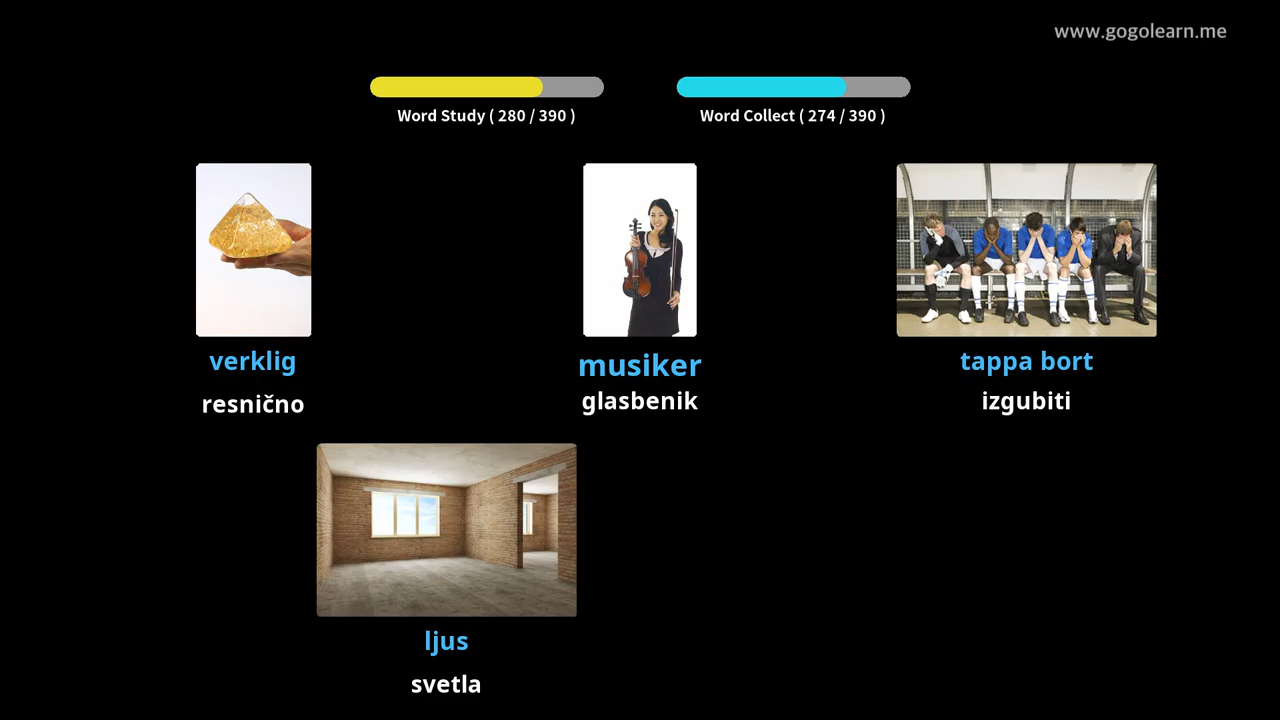 www.gogolearn.me
Word Study ( 280 / 390 )
Word Collect ( 274 / 390 )
verklig
resnično
musiker
glasbenik
tappa bort
izgubiti
ljus
svetla